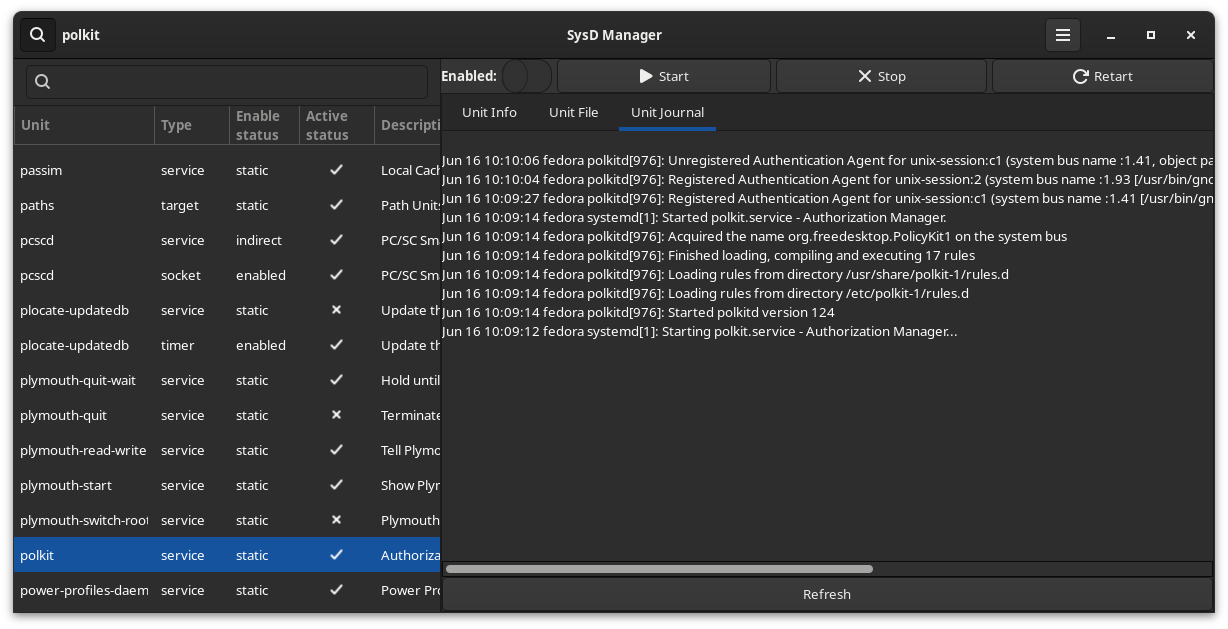 polkit
SysD Manager
Enabled:
Start
Stop
Retart
Unit Info
Unit File
Unit Journal
Unit Type Enable status Active status Descripti
passim service static Local Cach
paths target static Path Units
pcscd service indirect PC/SC Sm
pcscd socket enabled PC/SC Sm
plocate-updatedb service static Update th
plocate-updatedb timer enabled Update th
plymouth-quit-wait service static Hold until
plymouth-quit service static Terminate
plymouth-read-write service static Tell Plymo
plymouth-start service static Show Plyr
plymouth-switch-root service static Plymouth
polkit service static Authoriza
power-profiles-daem service static Power Pro
Jun 16 10:10:06 fedora polkitd[976]: Unregistered Authentication Agent for unix-session:c1 (system bus name :1.41, object pa
Jun 16 10:10:04 fedora polkitd[976]: Registered Authentication Agent for unix-session:2 (system bus name :1.93 [/usr/bin/gno
Jun 16 10:09:27 fedora polkitd[976]: Registered Authentication Agent for unix-session:c1 (system bus name :1.41 [/usr/bin/gn
Jun 16 10:09:14 fedora systemd[1]: Started polkit.service - Authorization Manager.
Jun 16 10:09:14 fedora polkitd[976]: Acquired the name org.freedesktop.PolicyKit1 on the system bus
Jun 16 10:09:14 fedora polkitd[976]: Finished loading, compiling and executing 17 rules
Jun 16 10:09:14 fedora polkitd[976]: Loading rules from directory /usr/share/polkit-1/rules.d
Jun 16 10:09:14 fedora polkitd[976]: Loading rules from directory /etc/polkit-1/rules.d
Jun 16 10:09:14 fedora polkitd[976]: Started polkitd version 124
Jun 16 10:09:12 fedora systemd[1]: Starting polkit.service - Authorization Manager...
Refresh